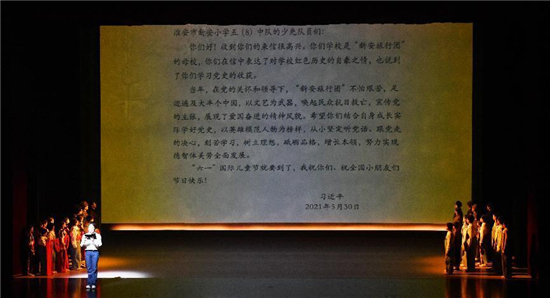 淮安市新安小学五（8）中队的少先队员们：
你们好！收到你们的来信很高兴。你们学校是“新安旅行团”
的母校，你们在信中表达了对学校红色历史的自豪之情，也说到
了你们学习党史的收获。
当年，在党的关怀和领导下，“新安旅行团”不怕艰苦，足
迹遍及大半个中国，以文艺为武器，唤起民众抗日救亡，宣传党
的主张，展现了爱国奋进的精神风貌。希望你们结合自身成长实
际学好党史，以英雄模范人物为榜样，从小坚定听党话、跟党走
的决心，刻苦学习，树立理想，砥砺品格，增长本领，努力实现
德智体美劳全面发展。
“六一”国际儿童节就要到了，我祝你们、祝全国小朋友们
节日快乐！
习近平
2021年5月30日